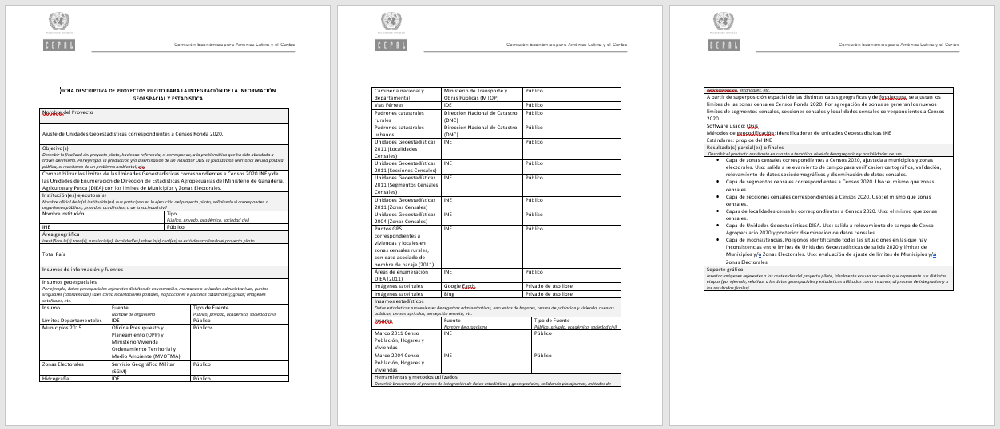 CEPAL
Comisión Económica para América Latina y el Caribe
FICHA DESCRIPTIVA DE PROYECTOS PILOTO PARA LA INTEGRACIÓN DE LA INFORMACIÓN
GEOESPACIAL Y ESTADÍSTICA
Nombre del Proyecto
Ajuste de Unidades Geoestadísticas correspondientes a Censos Ronda 2020.
Objetivo(s)
Describir la finalidad del proyecto piloto, haciendo referencia, si corresponde, a la problemática que ha sido abordada a
través del mismo. Por ejemplo, la producción y/o diseminación de un indicador ODS, la focalización territorial de una política
pública, el monitoreo de un problema ambiental, etc.
Compatibilizar los límites de las Unidades Geoestadísticas correspondientes a Censos 2020 INE y de
las Unidades de Enumeración de Dirección de Estadísticas Agropecuarias del Ministerio de Ganadería,
Agricultura y Pesca (DIEA) con los límites de Municipios y Zonas Electorales.
Institución(es) ejecutora(s)
Nombre oficial de la(s) institución(es) que participan en la ejecución del proyecto piloto, señalando si corresponden a
organismos públicos, privados, académicos o de la sociedad civil
Nombre institución
Tipo
Público, privado, académico, sociedad civil
INE
Público
Área geográfica
Identificar la(s) zona(s), provincia(s), localidad(es) sobre la(s) cual(es) se está desarrollando el proyecto piloto
Total País
Insumos de información y fuentes
Insumos geoespaciales
Por ejemplo, datos geoespaciales referentes distritos de enumeración, manzanas o unidades administrativas, puntos
singulares (coordenadas) tales como localizaciones postales, edificaciones o parcelas catastrales; grillas; imágenes
satelitales, etc.
Insumo
Fuente
Nombre de organismo
Tipo de Fuente
Público, privado, académico, sociedad civil
Límites Departamentales
IDE
Público
Municipios 2015
Oficina Presupuesto y
Planeamiento (OPP) y
Ministerio Vivienda
Ordenamiento Territorial y
Medio Ambiente (MVOTMA)
Públicos
Zonas Electorales
Servicio Geográfico Militar
(SGM)
Público
Hidrografía
IDE
Público
CEPAL
Comisión Económica para América Latina y el Caribe
Caminería nacional y
departamental
Ministerio de Transporte y
Obras Públicas (MTOP)
Público
Vías Férreas
IDE
Público
Padrones catastrales
rurales
Dirección Nacional de Catastro
(DNC)
Público
Padrones catastrales
urbanos
Dirección Nacional de Catastro
(DNC)
Público
Unidades Geoestadísticas
2011 (Localidades
Censales)
INE
Público
Unidades Geoestadísticas
2011 (Secciones Censales)
INE
Público
Unidades Geoestadísticas
2011 (Segmentos Censales
Censales)
INE
Público
Unidades Geoestadísticas
2011 (Zonas Censales)
INE
Público
Unidades Geoestadísticas
2004 (Zonas Censales)
INE
Público
Puntos GPS
correspondientes a
viviendas y locales en
zonas censales rurales,
con dato asociado de
nombre de paraje (2011)
INE
Público
Áreas de enumeración
DIEA (2011)
INE
Público
Imágenes satelitales
Google Earth
Privado de uso libre
Imágenes satelitales
Bing
Privado de uso libre
Insumos estadísticos
Datos estadísticos provenientes de registros administrativos, encuestas de hogares, censos de población y vivienda, cuentas
públicas, censos agrícolas, percepción remota, etc.
Insumo
Fuente
Nombre de organismo
Tipo de Fuente
Público, privado, académico, sociedad civil
Marco 2011 Censo
Población, Hogares y
Viviendas
INE
Público
Marco 2004 Censo
Población, Hogares y
Viviendas
INE
Público
Herramientas y métodos utilizados
Describir brevemente el proceso de integración de datos estadísticos y geoespaciales, señalando plataformas, métodos de
CEPAL
Comisión Económica para América Latina y el Caribe
geocodificación, estándares, etc.
A partir de superposición espacial de las distintas capas geográficas y de fotolectura, se ajustan los
límites de las zonas censales Censos Ronda 2020. Por agregación de zonas se generan los nuevos
límites de segmentos censales, secciones censales y localidades censales correspondientes a Censos
2020.
Software usado: QGis
Métodos de geocodificación: Identificadores de unidades Geoestadísticas INE
Estándares: propios del INE
Resultado(s) parcial(es) o finales
Describir el producto resultante en cuanto a temática, nivel de desagregación y posibilidades de uso.
• Capa de zonas censales correspondientes a Censos 2020, ajustada a municipios y zonas
electorales. Uso: salida a relevamiento de campo para verificación cartográfica, validación,
relevamiento de datos sociodemográficos y diseminación de datos censales.
• Capa de segmentos censales correspondientes a Censos 2020. Uso: el mismo que zonas
censales.
• Capa de secciones censales correspondientes a Censos 2020. Uso: el mismo que zonas
censales.
• Capas de localidades censales correspondientes a Censos 2020. Uso: el mismo que zonas
censales.
• Capa de Unidades Geoestadísticas DIEA. Uso: salida a relevamiento de campo de Censo
Agropecuario 2020 y posterior diseminación de datos censales.
• Capa de inconsistencias. Polígonos identificando todas las situaciones en las que hay
inconsistencias entre límites de Unidades Geoestadísticas de salida 2020 y límites de
Municipios y/ó Zonas Electorales. Uso: evaluación de ajuste de límites de Municipios y/ó
Zonas Electorales.
Soporte gráfico
Insertar imágenes referentes a los contenidos del proyecto piloto, idealmente en una secuencia que represente sus distintas
etapas (por ejemplo, relativas a los datos geoespaciales y estadísticos utilizados como insumos, al proceso de integración y a
los resultados finales)